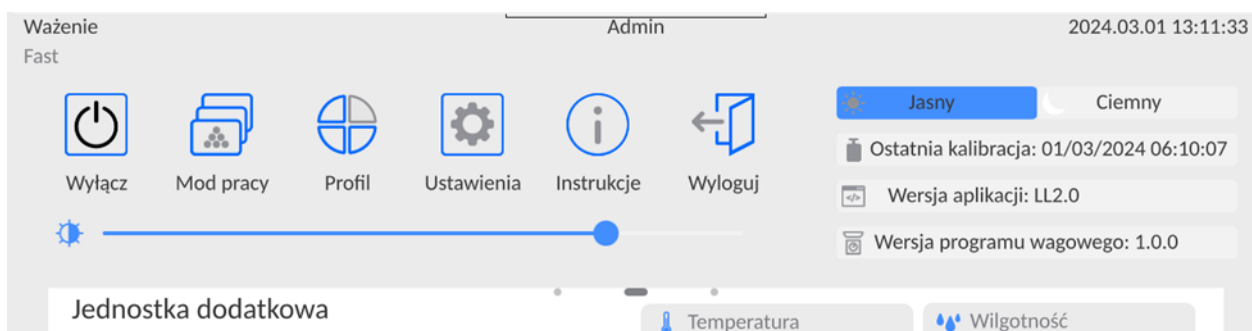 Ważenie Admin 2024.03.01 13:11:33
Fast
Jasny Ciemny
Ostatnia kalibracja: 01/03/2024 06:10:07
Wyłącz Mod pracy Profil Ustawienia Instrukcje Wyloguj
Wersja aplikacji: LL2.0
Wersja programu wagowego: 1.0.0
Jednostka dodatkowa
Temperatura Wilgotność